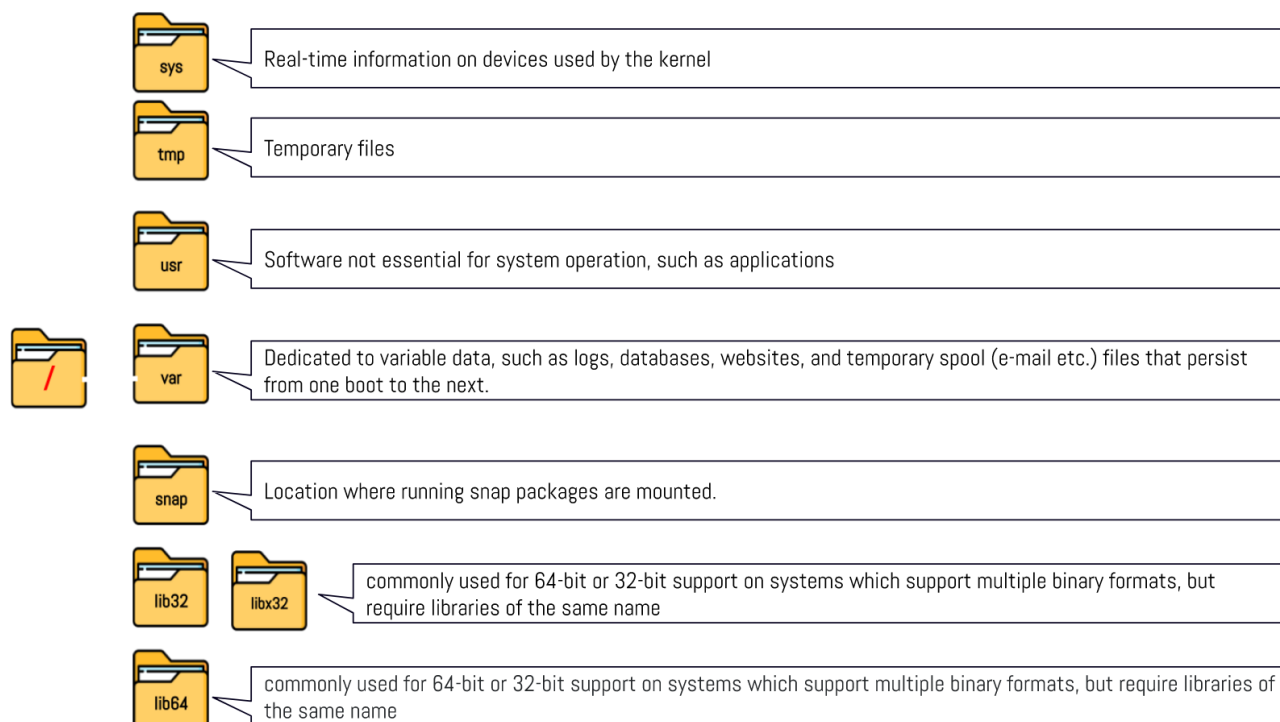 sys
Real-time information on devices used by the kernel
tmp
Temporary files
usr
Software not essential for system operation, such as applications
/
var
Dedicated to variable data, such as logs, databases, websites, and temporary spool (e-mail etc.) files that persist
from one boot to the next.
snap
Location where running snap packages are mounted.
lib32
libx32
commonly used for 64-bit or 32-bit support on systems which support multiple binary formats, but
require libraries of the same name
lib64
commonly used for 64-bit or 32-bit support on systems which support multiple binary formats, but require libraries of
the same name